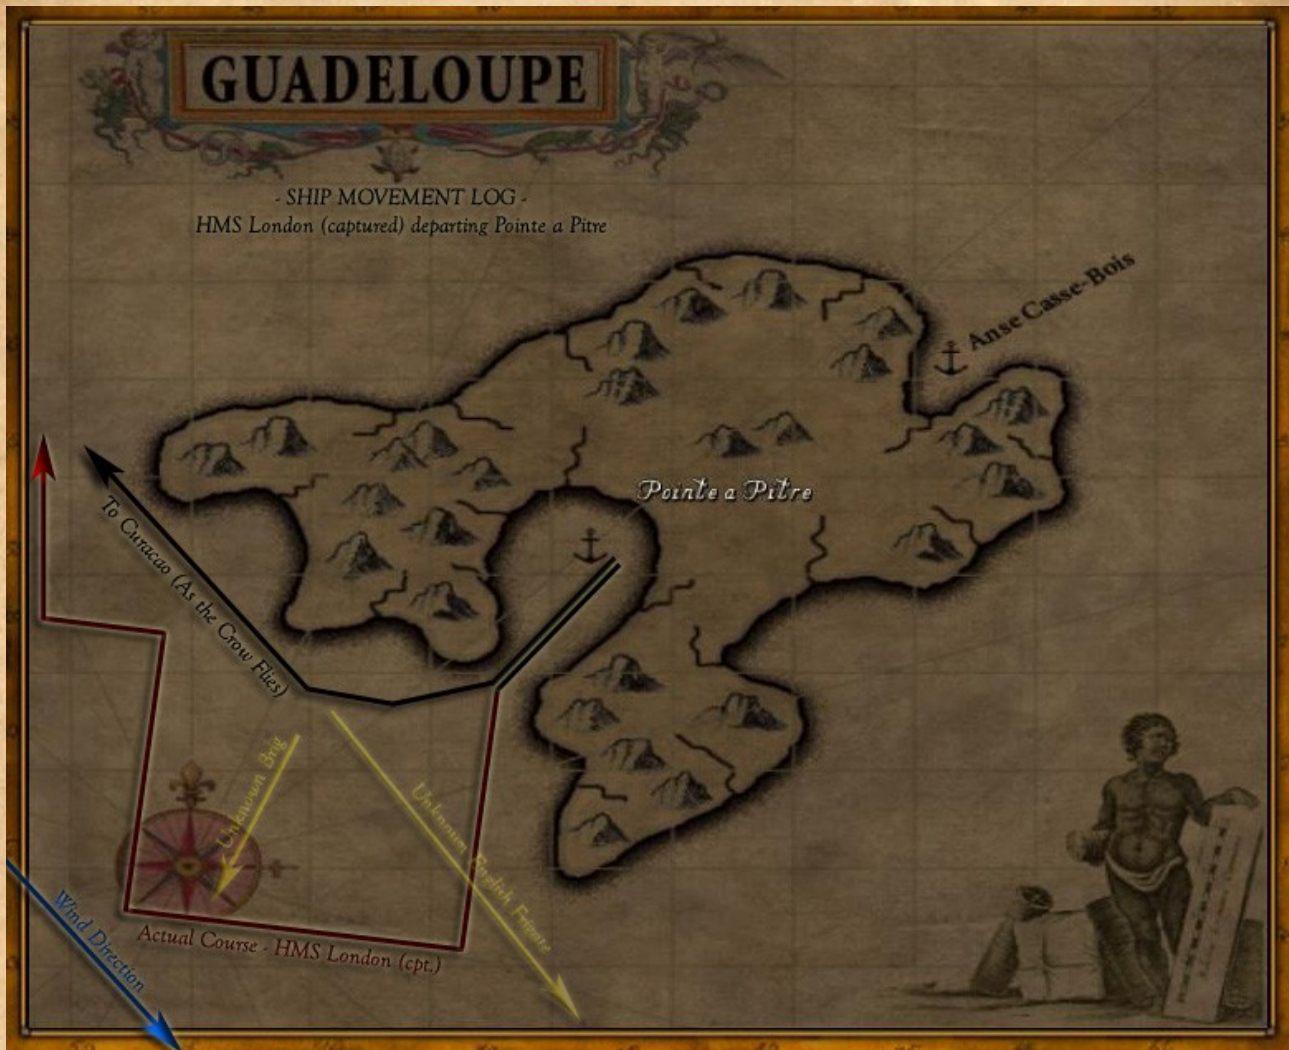 GUADELOUPE
- SHIP MOVEMENT LOG -
HMS London (captured) departing Pointe a Pitre
Anse Casse-Bois
Pointe a Pitre
To Curacao (As the Crow Flies)
Unknown Brig
Unknown English Frigate
Actual Course - HMS London (cpt.)
Wind Direction